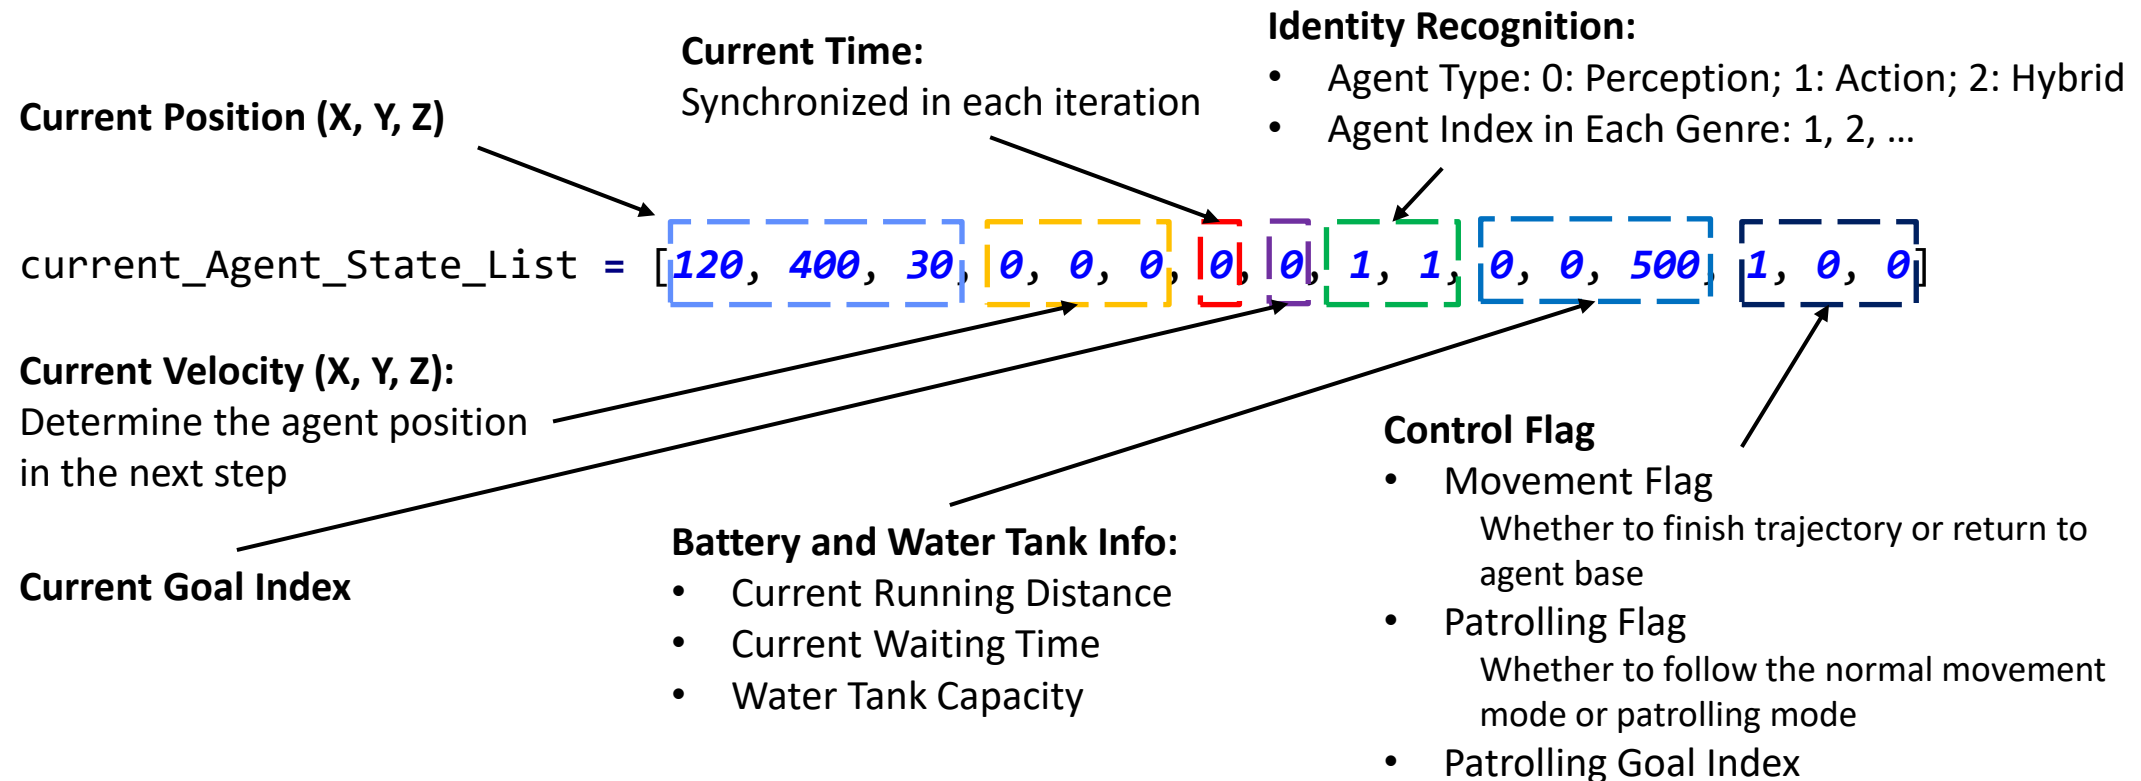 Current Position (X, Y, Z)
Current Time:
Synchronized in each iteration
Identity Recognition:
• Agent Type: 0: Perception; 1: Action; 2: Hybrid
• Agent Index in Each Genre: 1, 2, …
current_Agent_State_List = [120, 400, 30, 0, 0, 0, 0, 0, 1, 1, 0, 0, 500, 1, 0, 0]
Current Velocity (X, Y, Z):
Determine the agent position
in the next step
Current Goal Index
Battery and Water Tank Info:
• Current Running Distance
• Current Waiting Time
• Water Tank Capacity
Control Flag
• Movement Flag
Whether to finish trajectory or return to
agent base
• Patrolling Flag
Whether to follow the normal movement
mode or patrolling mode
• Patrolling Goal Index